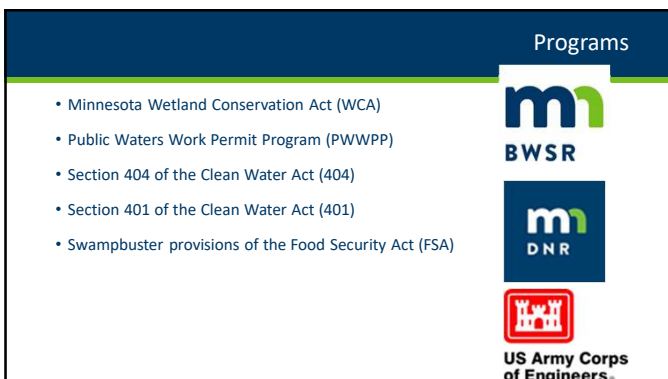 Programs
• Minnesota Wetland Conservation Act (WCA)
• Public Waters Work Permit Program (PWWPP)
• Section 404 of the Clean Water Act (404)
• Section 401 of the Clean Water Act (401)
• Swampbuster provisions of the Food Security Act (FSA)
mn
BWSR
mn
DNR
US Army Corps
of Engineers®